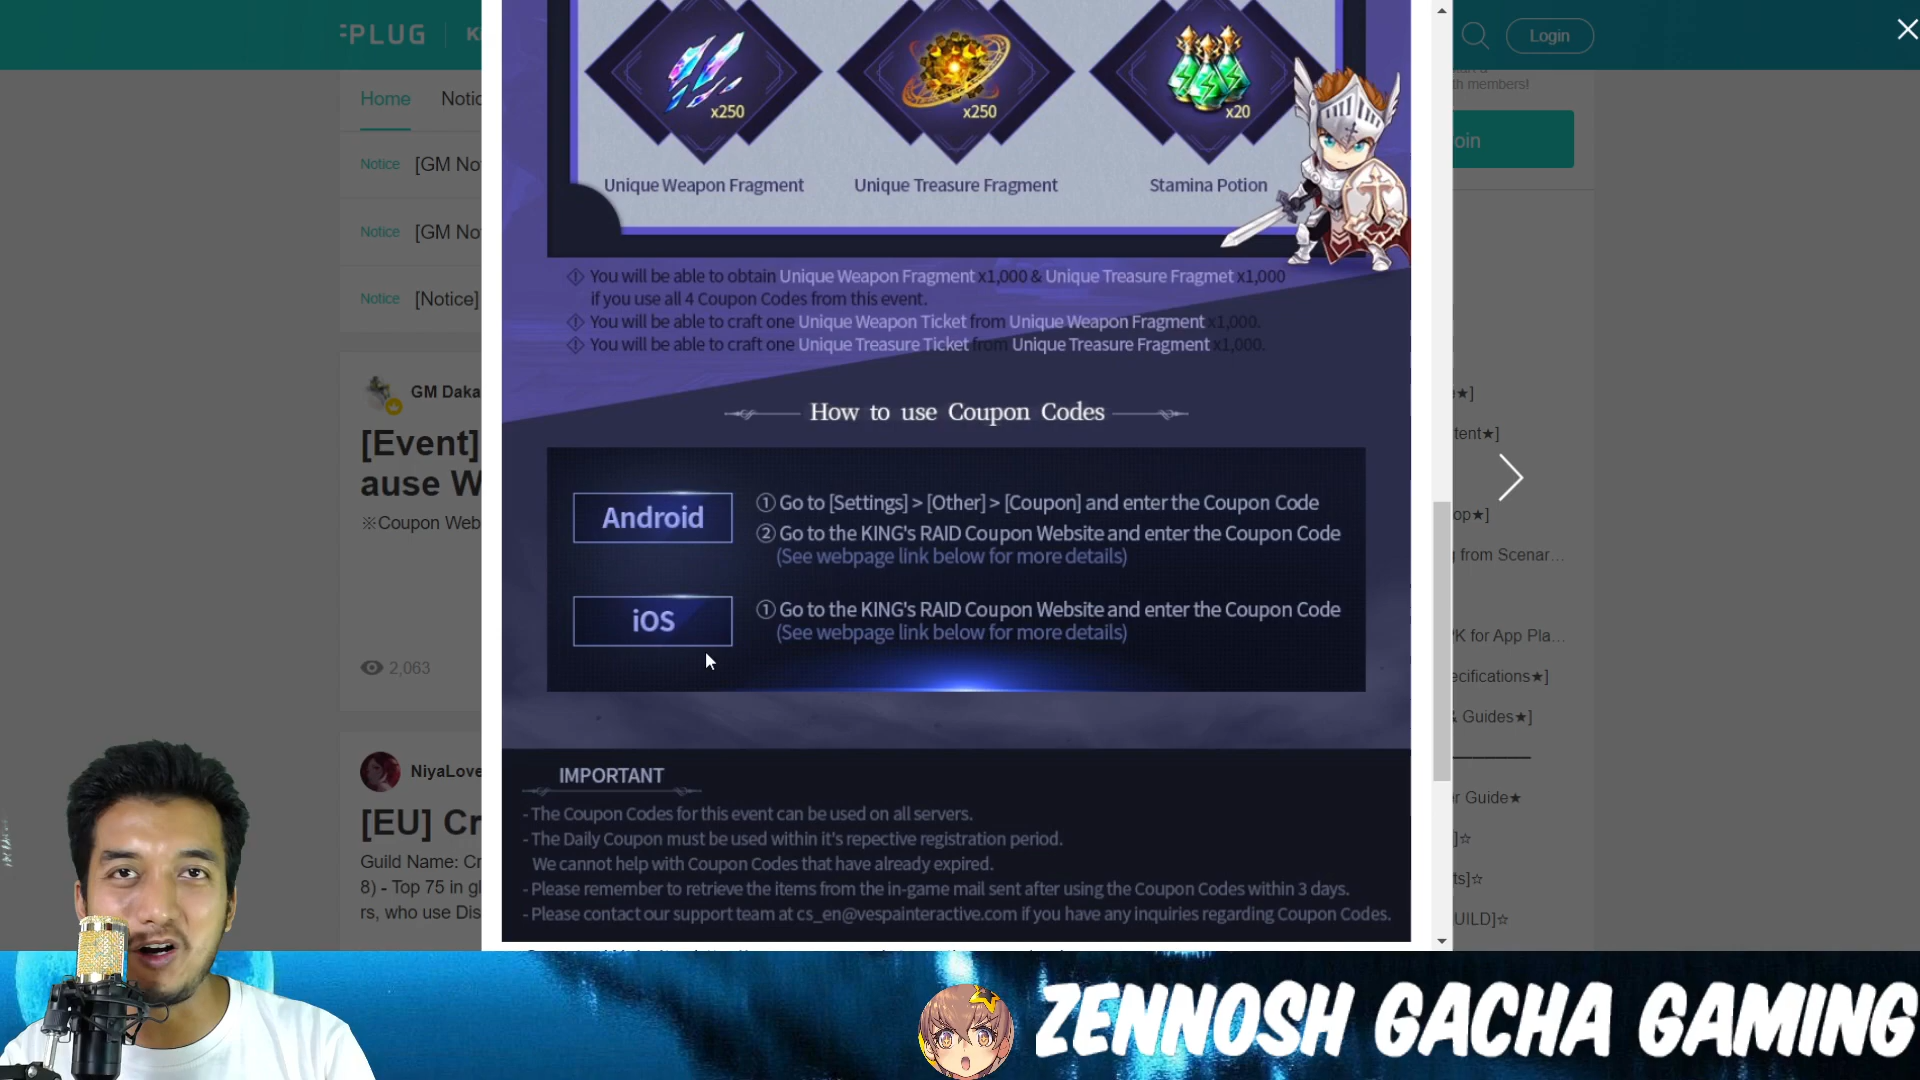 PLUG
Login
Home
Notic
th members!
oin
x250
x250
x20
Unique Weapon Fragment
Unique Treasure Fragment
Stamina Potion
Notice [GM No
Notice [GM No
Notice [Notice]
You will be able to obtain Unique Weapon Fragment x1,000 & Unique Treasure Fragmet x1,000
if you use all 4 Coupon Codes from this event.
You will be able to craft one Unique Weapon Ticket from Unique Weapon Fragment x1,000.
You will be able to craft one Unique Treasure Ticket from Unique Treasure Fragment x1,000.
How to use Coupon Codes
Android
① Go to [Settings] > [Other] > [Coupon] and enter the Coupon Code
② Go to the KING's RAID Coupon Website and enter the Coupon Code
(See webpage link below for more details)
iOS
① Go to the KING's RAID Coupon Website and enter the Coupon Code
(See webpage link below for more details)
IMPORTANT
- The Coupon Codes for this event can be used on all servers.
- The Daily Coupon must be used within it's repective registration period.
We cannot help with Coupon Codes that have already expired.
- Please remember to retrieve the items from the in-game mail sent after using the Coupon Codes within 3 days.
- Please contact our support team at cs_en@vespainteractive.com if you have any inquiries regarding Coupon Codes.
GM Daka
[Event]
ause W
※Coupon Web
2,063
NiyaLove
[EU] Cr
Guild Name: Cr
8) - Top 75 in gl
rs, who use Dis
★]
tent★]
op★]
g from Scenar...
K for App Pla...
ecifications★]
& Guides★]
r Guide★
]☆
ts]☆
UILD]☆
ZENNOSH GACHA GAMING